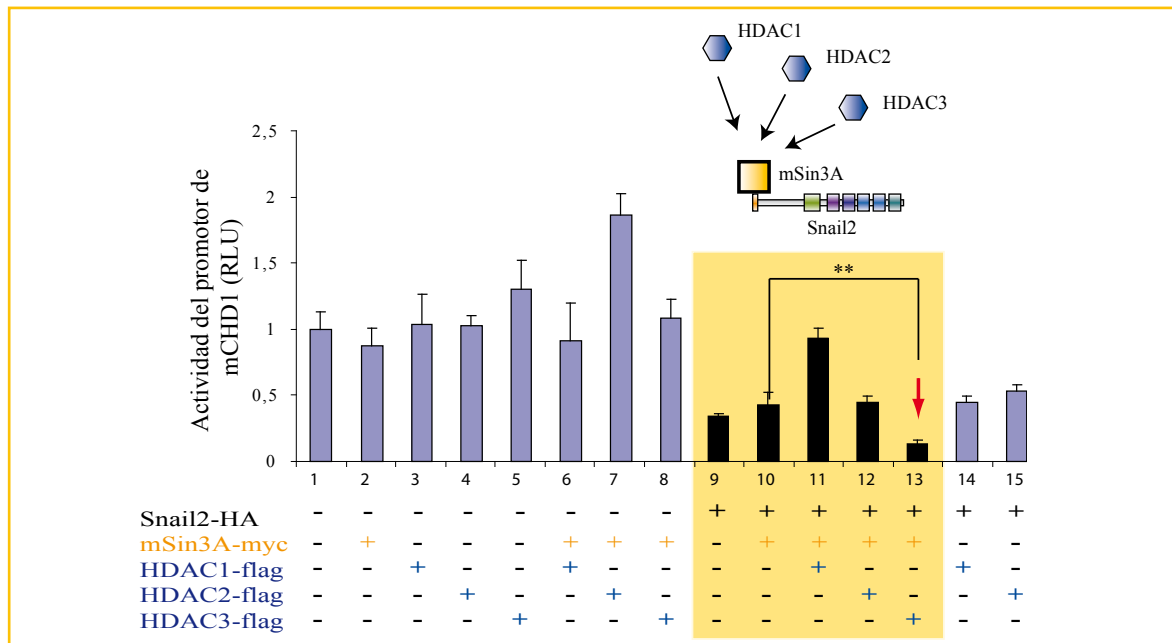 HDAC1
HDAC2
HDAC3
mSin3A
Snail2
Actividad del promotor de
mCHD1 (RLU)
2,5
2
1,5
1
0,5
0
**
1 2 3 4 5 6 7 8 9 10 11 12 13 14 15
Snail2-HA - - - - - - - - + + + + + + +
mSin3A-myc - + - - - + + + - + + + + - -
HDAC1-flag - - + - - + - - - - + - - + -
HDAC2-flag - - - + - - + - - - - + - - +
HDAC3-flag - - - - + - - + - - - - + - -